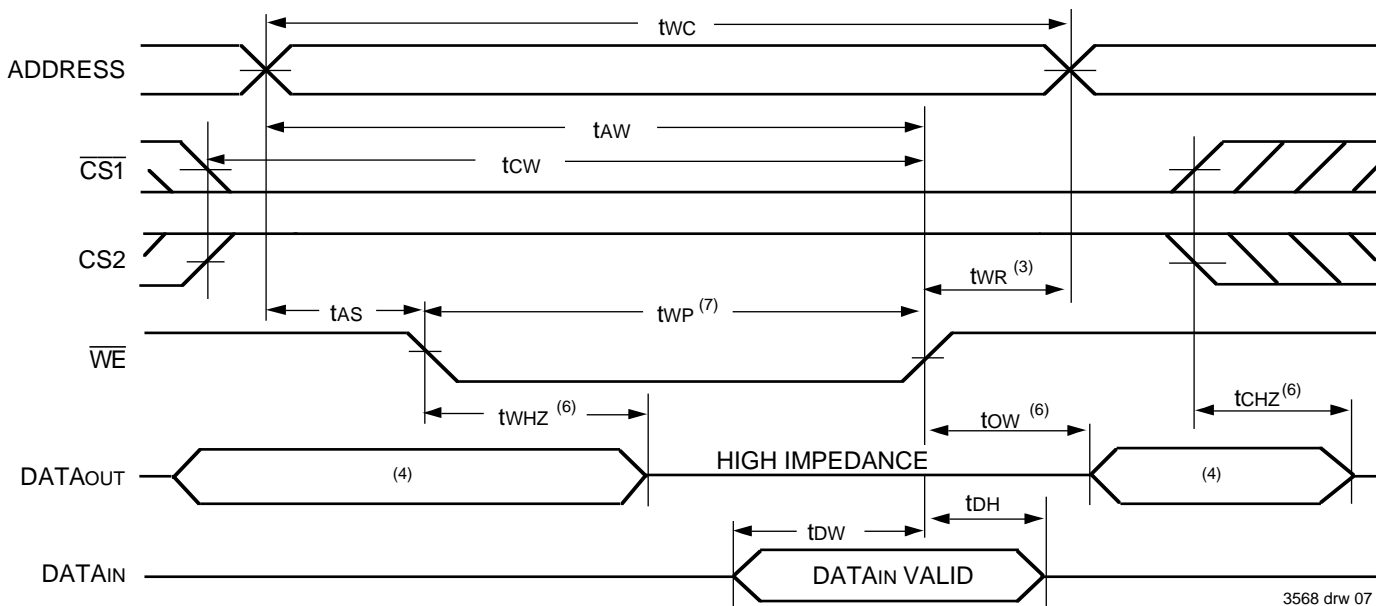 tWC
ADDRESS
tAW
CS1
tCW
CS2
tWR (3)
tAS
tWP (7)
WE
tWHZ (6)
tOW (6)
tCHZ (6)
DATAOUT
(4)
HIGH IMPEDANCE
(4)
tDW
tDH
DATAIN
DATAIN VALID
3568 drw 07